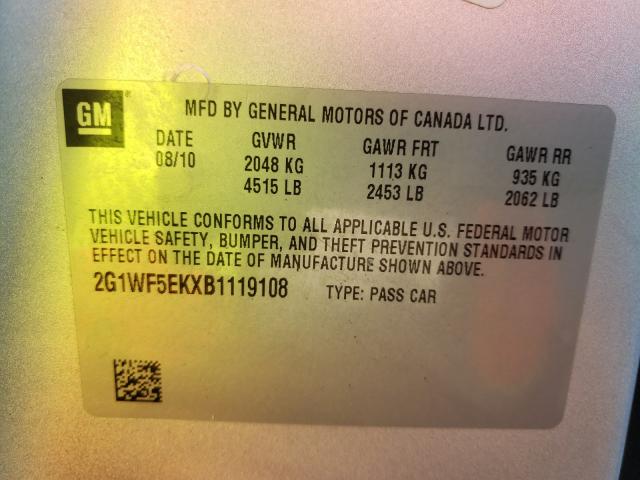 GM
MFD BY GENERAL MOTORS OF CANADA LTD.
DATE GVWR GAWR FRT GAWR RR
08/10 2048 KG 1113 KG 935 KG
4515 LB 2453 LB 2062 LB
THIS VEHICLE CONFORMS TO ALL APPLICABLE U.S. FEDERAL MOTOR
VEHICLE SAFETY, BUMPER, AND THEFT PREVENTION STANDARDS IN
EFFECT ON THE DATE OF MANUFACTURE SHOWN ABOVE.
2G1WF5EKXB1119108 TYPE: PASS CAR